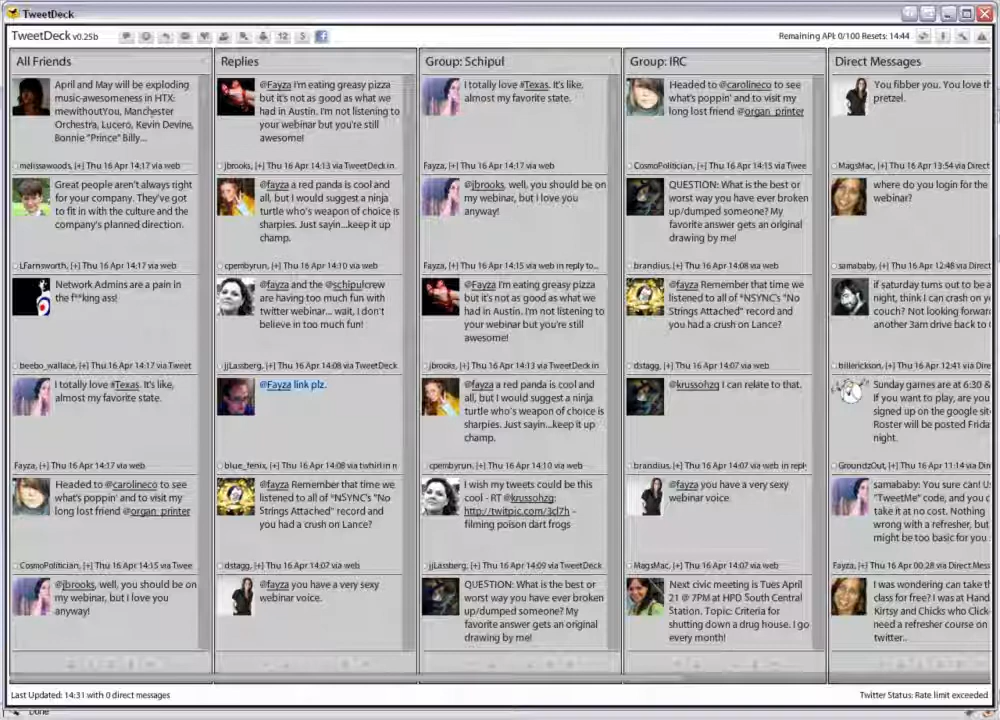 TweetDeck
TweetDeck v0.25b
12
S
f
Remaining API: 0/100 Resets: 14:44
All Friends
April and May will be exploding
music-awesomeness in HTX:
mewithoutYou, Manchester
Orchestra, Lucero, Kevin Devine,
Bonnie "Prince" Billy...
melissawoods, [+] Thu 16 Apr 14:17 via web
Great people aren't always right
for your company. They've got
to fit in with the culture and the
company's planned direction.
LFarnsworth, [+] Thu 16 Apr 14:17 via web
Network Admins are a pain in
the f**king ass!
beebo_wallace, [+] Thu 16 Apr 14:17 via Tweet
I totally love #Texas. It's like,
almost my favorite state.
Fayza, [+] Thu 16 Apr 14:17 via web
Headed to @carolineco to see
what's poppin' and to visit my
long lost friend @organ_printer
CosmoPolitician, [+] Thu 16 Apr 14:15 via Twee
@jbrooks, well, you should be on
my webinar, but I love you
anyway!
Replies
@Fayza I'm eating greasy pizza
but it's not as good as what we
had in Austin. I'm not listening to
your webinar but you're still
awesome!
jbrooks, [+] Thu 16 Apr 14:13 via TweetDeck in
@fayza a red panda is cool and
all, but I would suggest a ninja
turtle who's weapon of choice is
sharpies. Just sayin...keep it up
champ.
cpenbyrun, [+] Thu 16 Apr 14:10 via web
@fayza and the @schipulcrew
are having too much fun with
twitter webinar... wait, I don't
believe in too much fun!
jjLassberg, [+] Thu 16 Apr 14:08 via TweetDeck
@Fayza link plz.
blue_fenix, [+] Thu 16 Apr 14:08 via twhirl in r
@fayza Remember that time we
listened to all of *NSYNC's "No
Strings Attached" record and
you had a crush on Lance?
dstagg, [+] Thu 16 Apr 14:07 via web
@fayza you have a very sexy
webinar voice.
Group: Schipul
I totally love #Texas. It's like,
almost my favorite state.
Fayza, [+] Thu 16 Apr 14:17 via web
@jbrooks, well, you should be on
my webinar, but I love you
anyway!
Fayza, [+] Thu 16 Apr 14:15 via web in reply to...
@Fayza I'm eating greasy pizza
but it's not as good as what we
had in Austin. I'm not listening to
your webinar but you're still
awesome!
jbrooks, [+] Thu 16 Apr 14:13 via TweetDeck in
@fayza a red panda is cool and
all, but I would suggest a ninja
turtle who's weapon of choice is
sharpies. Just sayin...keep it up
champ.
cpenbyrun, [+] Thu 16 Apr 14:10 via web
I wish my tweets could be this
cool - RT @krussohzg:
http://twitpic.com/3cl7h -
filming poison dart frogs
jjLassberg, [+] Thu 16 Apr 14:09 via TweetDeck
QUESTION: What is the best or
worst way you have ever broken
up/dumped someone? My
favorite answer gets an original
drawing by me!
Group: IRC
Headed to @carolineco to see
what's poppin' and to visit my
long lost friend @organ_printer
CosmoPolitician, [+] Thu 16 Apr 14:15 via Twee
QUESTION: What is the best or
worst way you have ever broken
up/dumped someone? My
favorite answer gets an original
drawing by me!
brandius, [+] Thu 16 Apr 14:08 via web
@fayza Remember that time we
listened to all of *NSYNC's "No
Strings Attached" record and
you had a crush on Lance?
dstagg, [+] Thu 16 Apr 14:07 via web
@krussohzg I can relate to that.
brandius, [+] Thu 16 Apr 14:07 via web in reply
@fayza you have a very sexy
webinar voice.
MagsMac, [+] Thu 16 Apr 14:07 via web
Next civic meeting is Tues April
21 @ 7PM at HPD South Central
Station. Topic: Criteria for
shutting down a drug house. I go
every month!
Direct Messages
You fibber you. You love th
pretzel.
MagsMac, [+] Thu 16 Apr 13:54 via Direct
where do you login for the
webinar?
samababy, [+] Thu 16 Apr 12:48 via Direct
if saturday turns out to be a
night, think I can crash on yo
couch? Not looking forward
another 3am drive back to
billerickson, [+] Thu 16 Apr 12:41 via Dire
Sunday games are at 6:30 &
If you want to play, are you
signed up on the google sit
Roster will be posted Frida
night.
GroundzOut, [+] Thu 16 Apr 11:14 via Dire
samababy: You sure can! Us
"TweetMe" code, and you c
take it at no cost. Nothing
wrong with a refresher, but
might be too basic for you
Fayza, [+] Thu 16 Apr 00:28 via Direct Mess
I was wondering can take th
class for free? I was at Hand
Kirtsy and Chicks who Click
need a refresher course on
twitter..
Last Updated: 14:31 with 0 direct messages
Twitter Status: Rate limit exceeded
Done